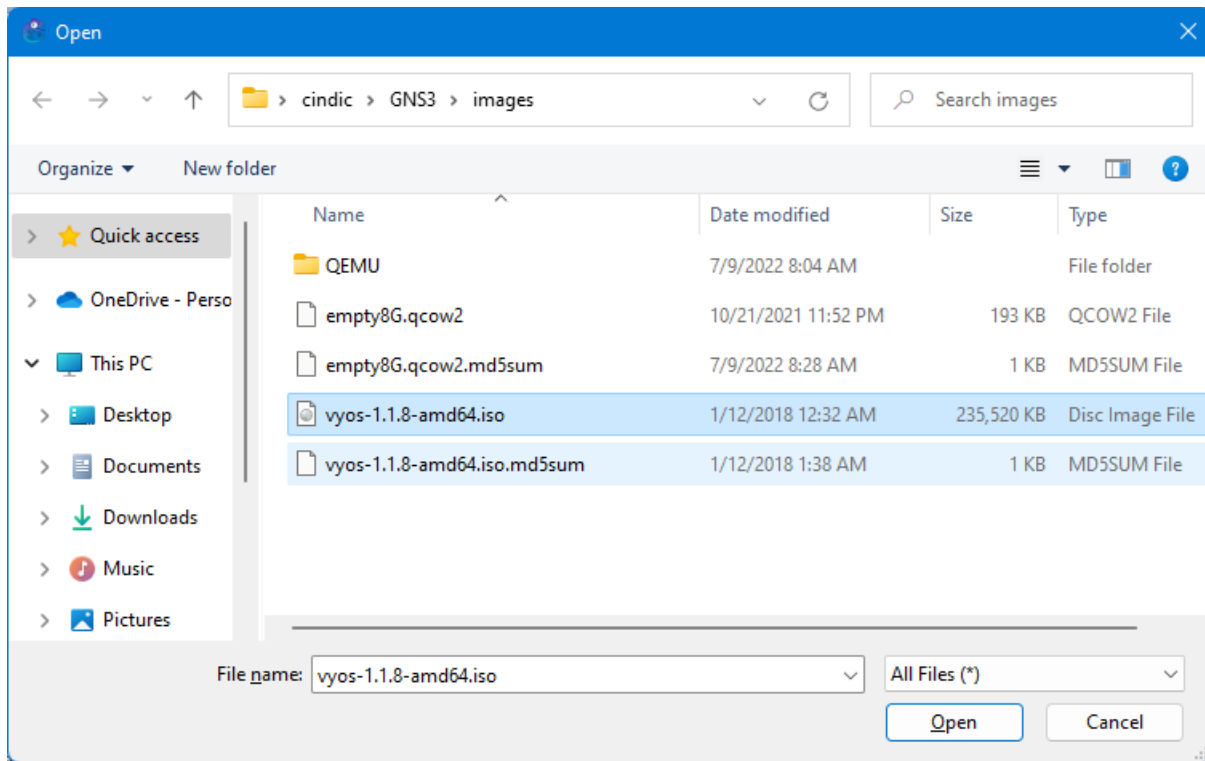 Open
cindic > GNS3 > images
Search images
Organize
New folder
Name Date modified Size Type
Quick access
OneDrive - Perso
This PC
Desktop
Documents
Downloads
Music
Pictures
QEMU 7/9/2022 8:04 AM File folder
empty8G.qcow2 10/21/2021 11:52 PM 193 KB QCOW2 File
empty8G.qcow2.md5sum 7/9/2022 8:28 AM 1 KB MD5SUM File
vyos-1.1.8-amd64.iso 1/12/2018 12:32 AM 235,520 KB Disc Image File
vyos-1.1.8-amd64.iso.md5sum 1/12/2018 1:38 AM 1 KB MD5SUM File
File name: vyos-1.1.8-amd64.iso
All Files (*)
Open Cancel